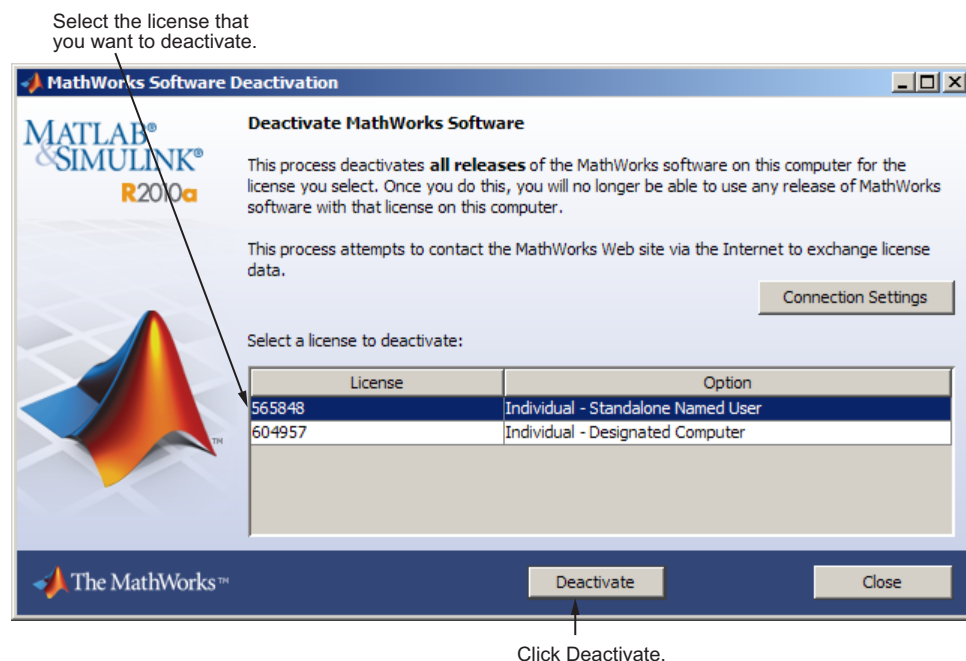 Select the license that
you want to deactivate.
MathWorks Software Deactivation
MATLAB®
&SIMULINK®
R2010a
Deactivate MathWorks Software
This process deactivates all releases of the MathWorks software on this computer for the
license you select. Once you do this, you will no longer be able to use any release of MathWorks
software with that license on this computer.
This process attempts to contact the MathWorks Web site via the Internet to exchange license
data.
Connection Settings
Select a license to deactivate:
License Option
565848 Individual - Standalone Named User
604957 Individual - Designated Computer
TM
The MathWorks™
Deactivate Close
Click Deactivate.